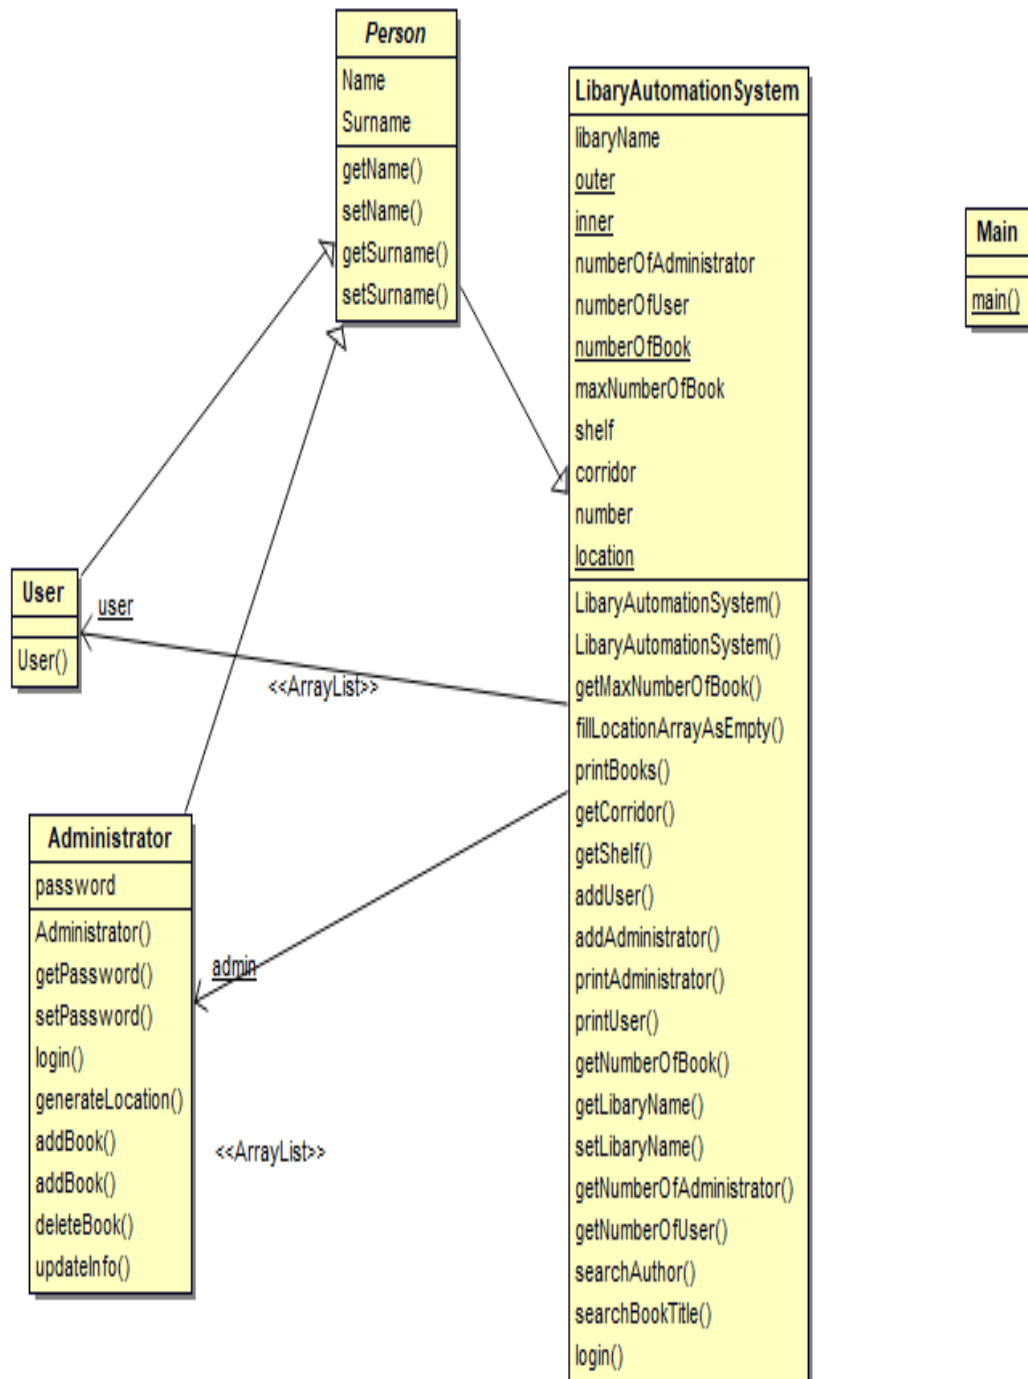 Person
Name
Surname
getName()
setName()
getSurname()
setSurname()
LibaryAutomationSystem
libaryName
outer
inner
numberOfAdministrator
numberOfUser
numberOfBook
maxNumberOfBook
shelf
corridor
number
location
LibaryAutomationSystem()
LibaryAutomationSystem()
getMaxNumberOfBook()
fillLocationArrayAsEmpty()
printBooks()
getCorridor()
getShelf()
addUser()
addAdministrator()
printAdministrator()
printUser()
getNumberOfBook()
getLibaryName()
setLibaryName()
getNumberOfAdministrator()
getNumberOfUser()
searchAuthor()
searchBookTitle()
login()
Main
main()
User
User()
user
<<ArrayList>>
Administrator
password
Administrator()
getPassword()
setPassword()
login()
generateLocation()
addBook()
addBook()
deleteBook()
updateInfo()
admin
<<ArrayList>>